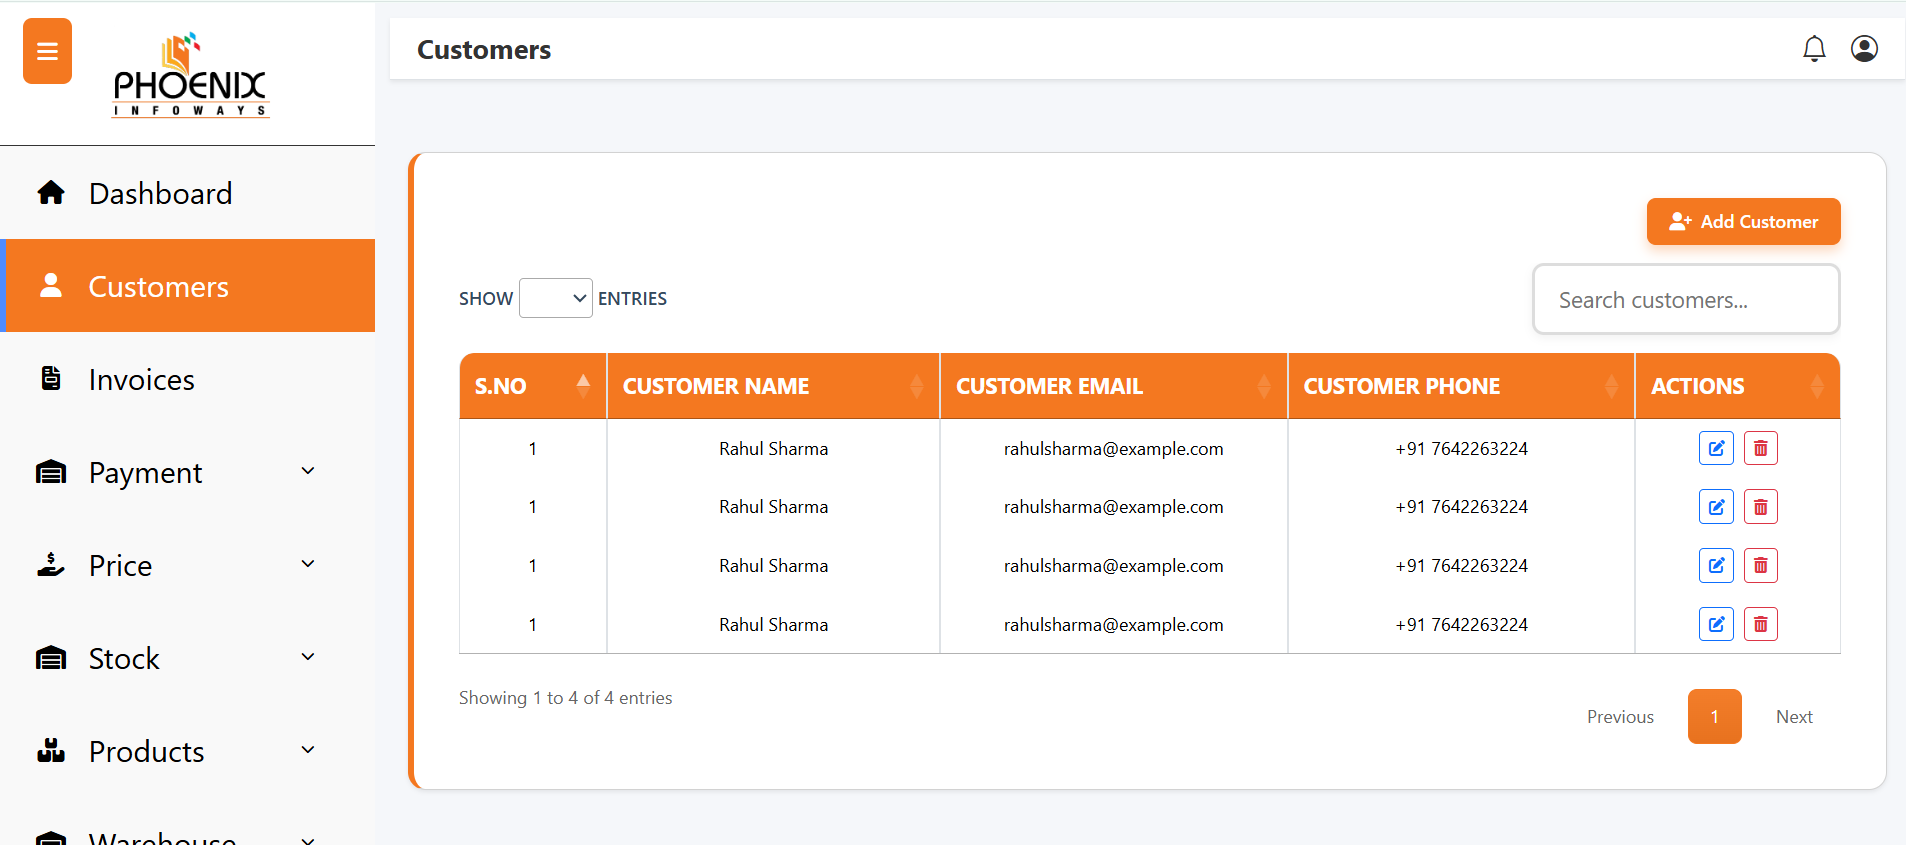 PHOENIX
INFOWAYS
Customers
Dashboard
Customers
Invoices
Payment
Price
Stock
Products
Warehouse
Add Customer
SHOW ENTRIES
Search customers...
S.NO CUSTOMER NAME CUSTOMER EMAIL CUSTOMER PHONE ACTIONS
1 Rahul Sharma rahulsharma@example.com +91 7642263224
1 Rahul Sharma rahulsharma@example.com +91 7642263224
1 Rahul Sharma rahulsharma@example.com +91 7642263224
1 Rahul Sharma rahulsharma@example.com +91 7642263224
Showing 1 to 4 of 4 entries
Previous 1 Next